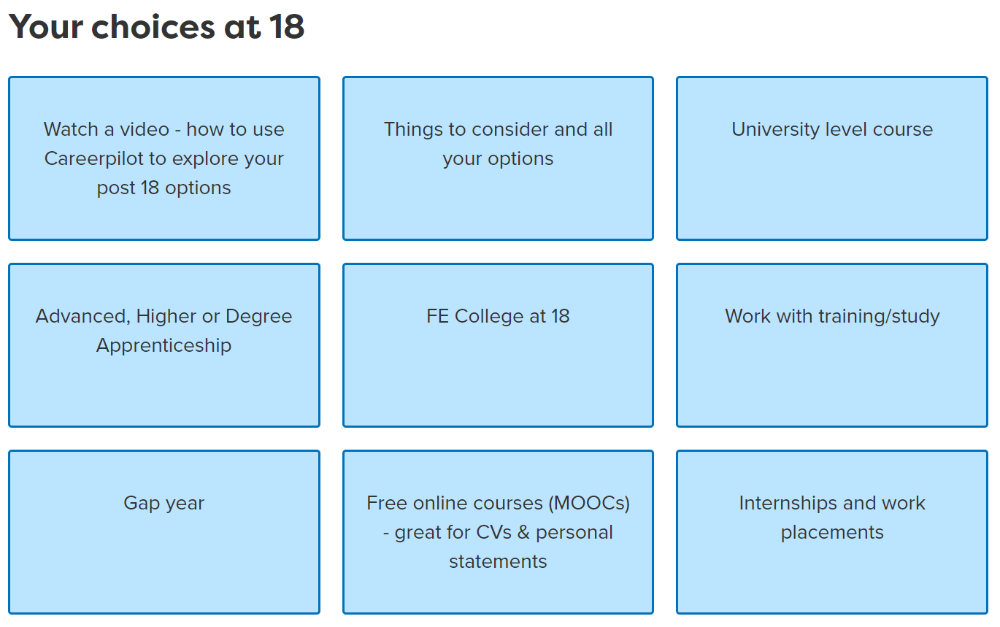 Your choices at 18
Watch a video - how to use
Careerpilot to explore your
post 18 options
Things to consider and all
your options
University level course
Advanced, Higher or Degree
Apprenticeship
FE College at 18
Work with training/study
Gap year
Free online courses (MOOCs)
- great for CVs & personal
statements
Internships and work
placements